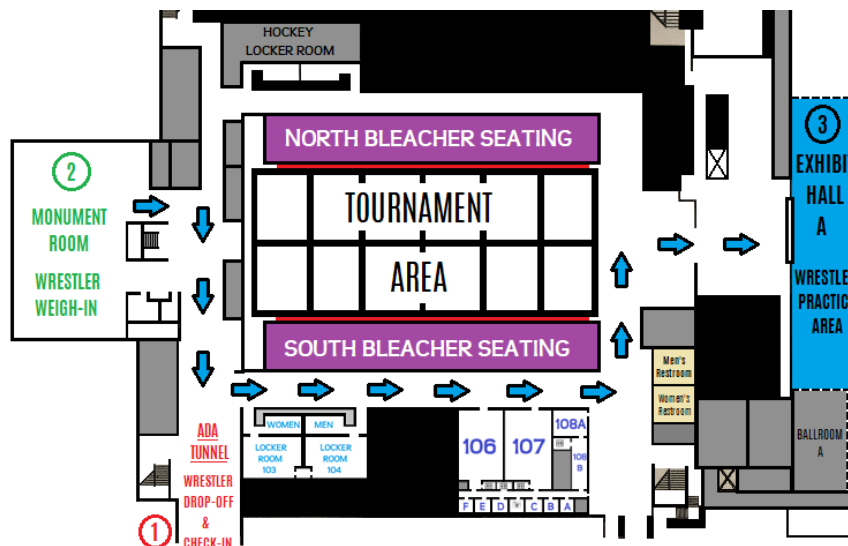 HOCKEY
LOCKER ROOM
NORTH BLEACHER SEATING
3
EXHIBI
HALL
A
WRESTLE
PRACTIC
AREA
2
MONUMENT
ROOM
WRESTLER
WEIGH-IN
TOURNAMENT
AREA
SOUTH BLEACHER SEATING
Men's
Restroom
Women's
Restroom
BALLROOM
A
WOMEN
MEN
LOCKER
ROOM
103
LOCKER
ROOM
104
106
107
108A
108
B
F E D C B A
ADA
TUNNEL
WRESTLER
DROP-OFF
&
CHECK-IN
1